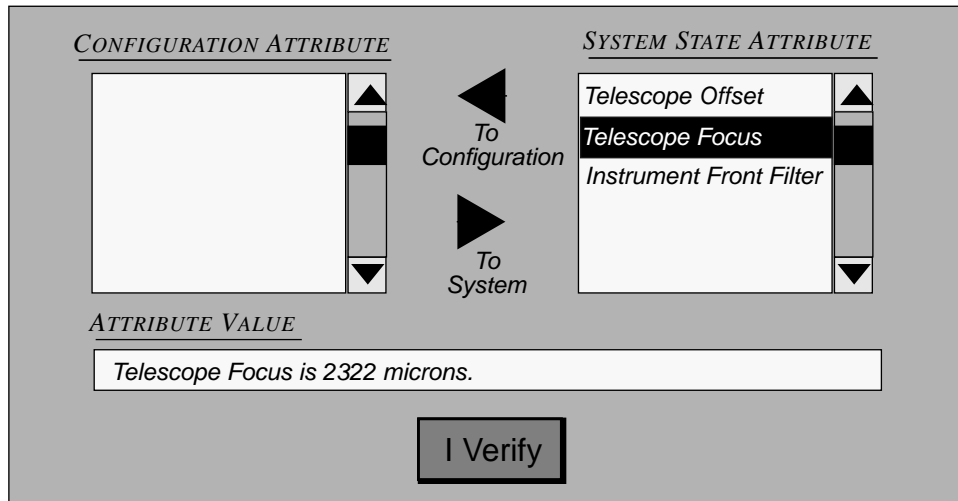 CONFIGURATION ATTRIBUTE
SYSTEM STATE ATTRIBUTE
To
Configuration
To
System
Telescope Offset
Telescope Focus
Instrument Front Filter
ATTRIBUTE VALUE
Telescope Focus is 2322 microns.
I Verify